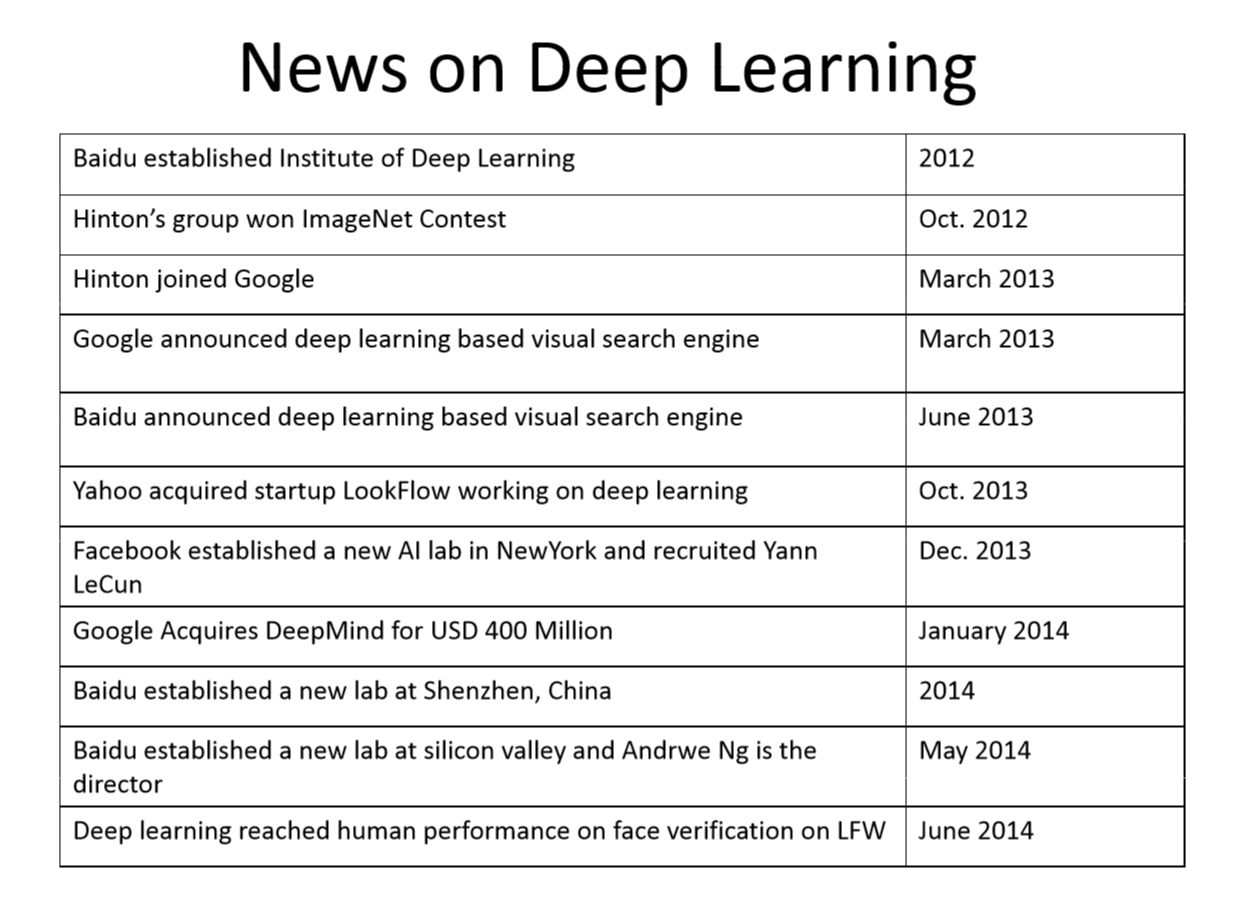 News on Deep Learning
Baidu established Institute of Deep Learning 2012
Hinton’s group won ImageNet Contest Oct. 2012
Hinton joined Google March 2013
Google announced deep learning based visual search engine March 2013
Baidu announced deep learning based visual search engine June 2013
Yahoo acquired startup LookFlow working on deep learning Oct. 2013
Facebook established a new AI lab in NewYork and recruited Yann Dec. 2013
LeCun
Google Acquires DeepMind for USD 400 Million January 2014
Baidu established a new lab at Shenzhen, China 2014
Baidu established a new lab at silicon valley and Andrwe Ng is the May 2014
director
Deep learning reached human performance on face verification on LFW June 2014